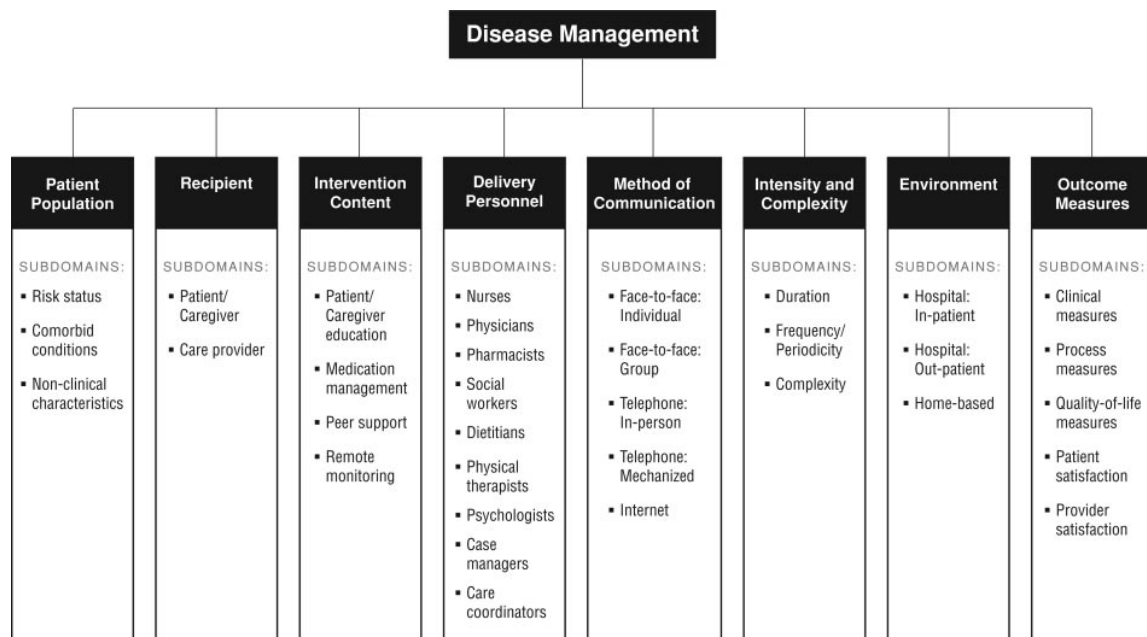 Disease Management
Patient
Population
SUBDOMAINS:
▪ Risk status
▪ Comorbid
conditions
▪ Non-clinical
characteristics
Recipient
SUBDOMAINS:
▪ Patient/
Caregiver
▪ Care provider
Intervention
Content
SUBDOMAINS:
▪ Patient/
Caregiver
education
▪ Medication
management
▪ Peer support
▪ Remote
monitoring
Delivery
Personnel
SUBDOMAINS:
▪ Nurses
▪ Physicians
▪ Pharmacists
▪ Social
workers
▪ Dietitians
▪ Physical
therapists
▪ Psychologists
▪ Case
managers
▪ Care
coordinators
Method of
Communication
SUBDOMAINS:
▪ Face-to-face:
Individual
▪ Face-to-face:
Group
▪ Telephone:
In-person
▪ Telephone:
Mechanized
▪ Internet
Intensity and
Complexity
SUBDOMAINS:
▪ Duration
▪ Frequency/
Periodicity
▪ Complexity
Environment
SUBDOMAINS:
▪ Hospital:
In-patient
▪ Hospital:
Out-patient
▪ Home-based
Outcome
Measures
SUBDOMAINS:
▪ Clinical
measures
▪ Process
measures
▪ Quality-of-life
measures
▪ Patient
satisfaction
▪ Provider
satisfaction